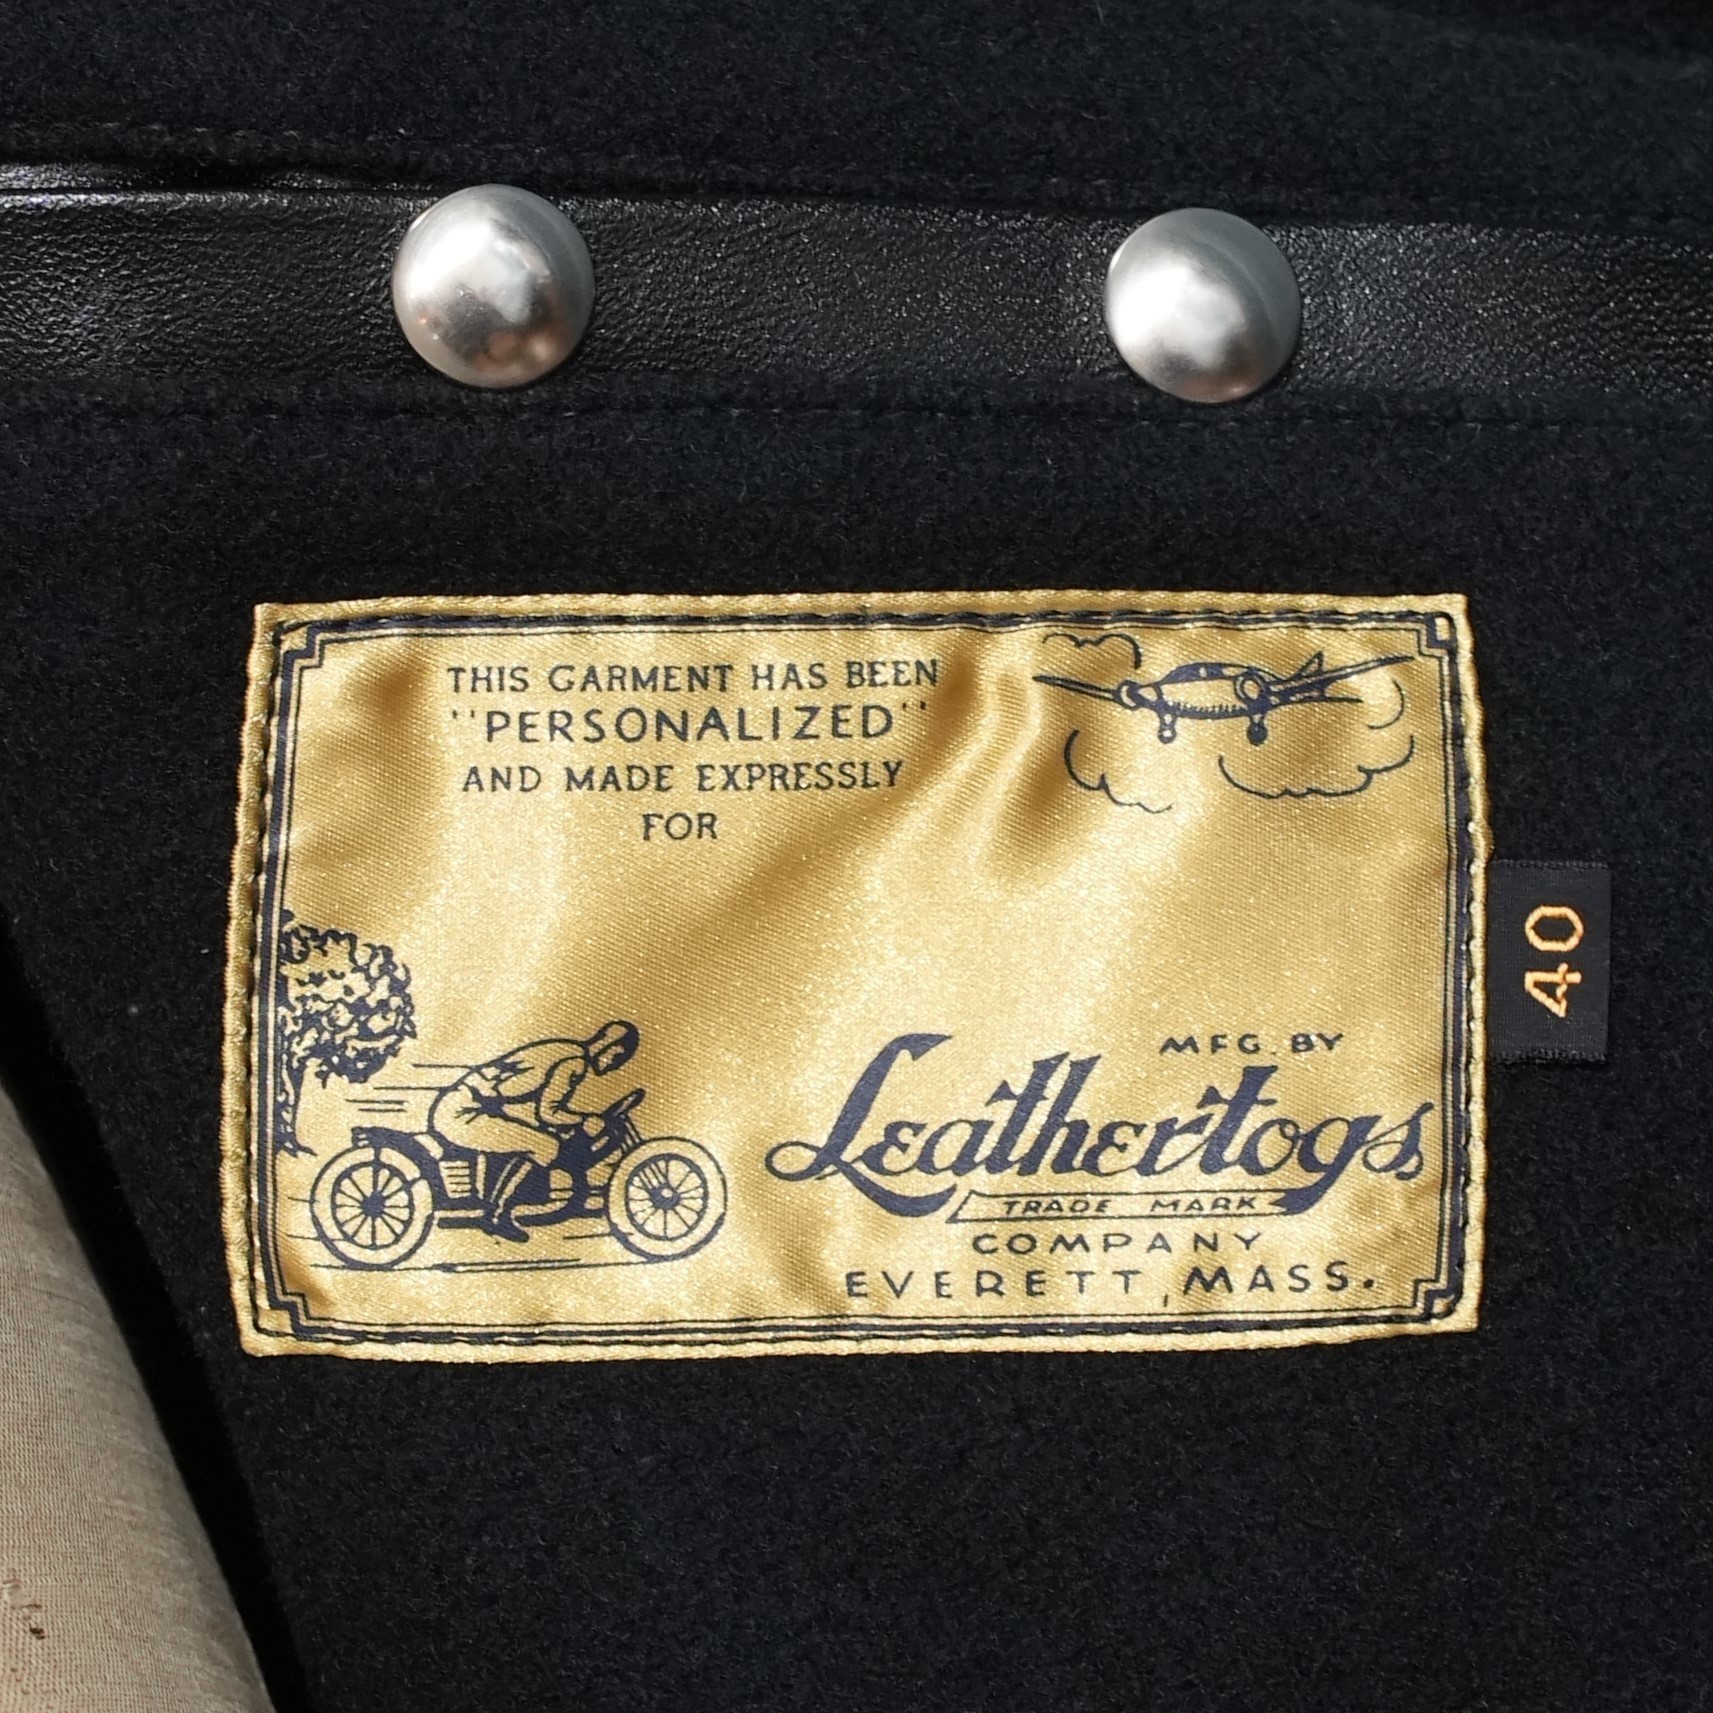 THIS GARMENT HAS BEEN
"PERSONALIZED"
AND MADE EXPRESSLY
FOR
MFG. BY
Leathertogs
TRADE MARK
COMPANY
EVERETT, MASS.
40